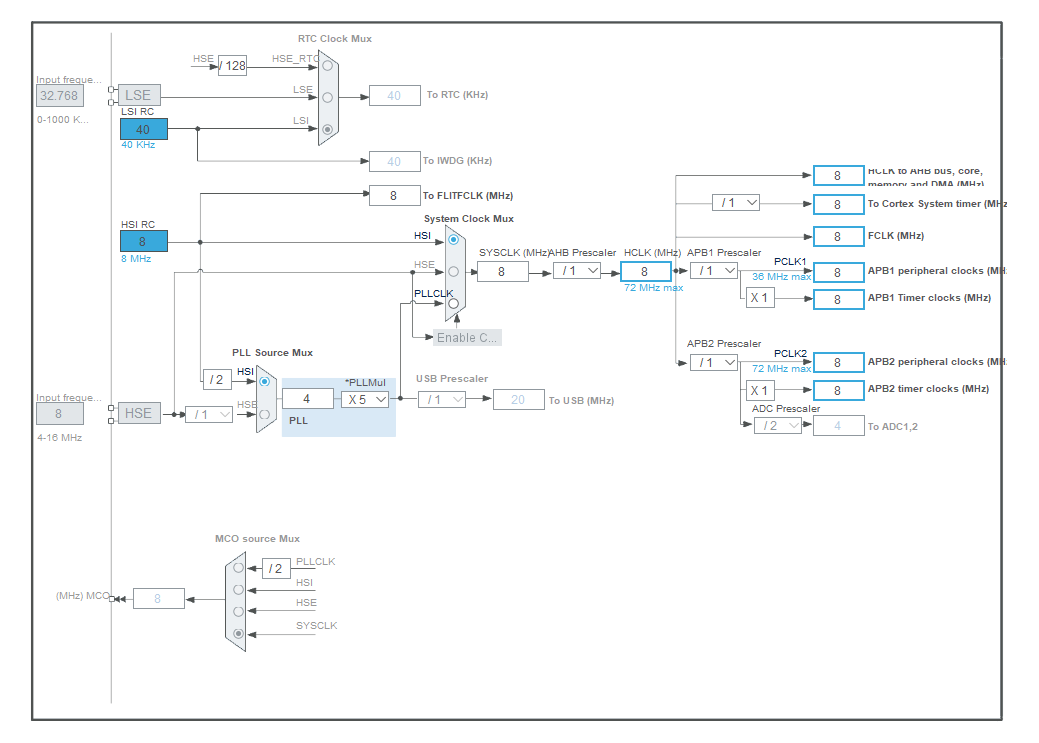 RTC Clock Mux
HSE
/ 128
HSE_RTC
Input freque...
32.768
0-1000 K...
LSE
LSE
40
To RTC (KHz)
LSI RC
40
40 KHz
LSI
40
To IWDG (KHz)
8
To FLITFCLK (MHz)
HSI RC
8
8 MHz
System Clock Mux
HSI
HSE
PLLCLK
Enable C...
SYSCLK (MHz)
8
AHB Prescaler
/ 1
HCLK (MHz)
8
72 MHz max
8
HCLK to AHB bus, core,
memory and DMA (MHz)
/ 1
8
To Cortex System timer (MHz
8
FCLK (MHz)
APB1 Prescaler
/ 1
PCLK1
36 MHz max
8
APB1 peripheral clocks (MH
X 1
8
APB1 Timer clocks (MHz)
APB2 Prescaler
/ 1
PCLK2
72 MHz max
8
APB2 peripheral clocks (MH
X 1
8
APB2 timer clocks (MHz)
ADC Prescaler
/ 2
4
To ADC1,2
PLL Source Mux
/ 2
HSI
HSE
Input freque...
8
4-16 MHz
HSE
/ 1
4
*PLLMul
X 5
PLL
USB Prescaler
/ 1
20
To USB (MHz)
MCO source Mux
PLLCLK
/ 2
HSI
HSE
SYSCLK
(MHz) MCO
8